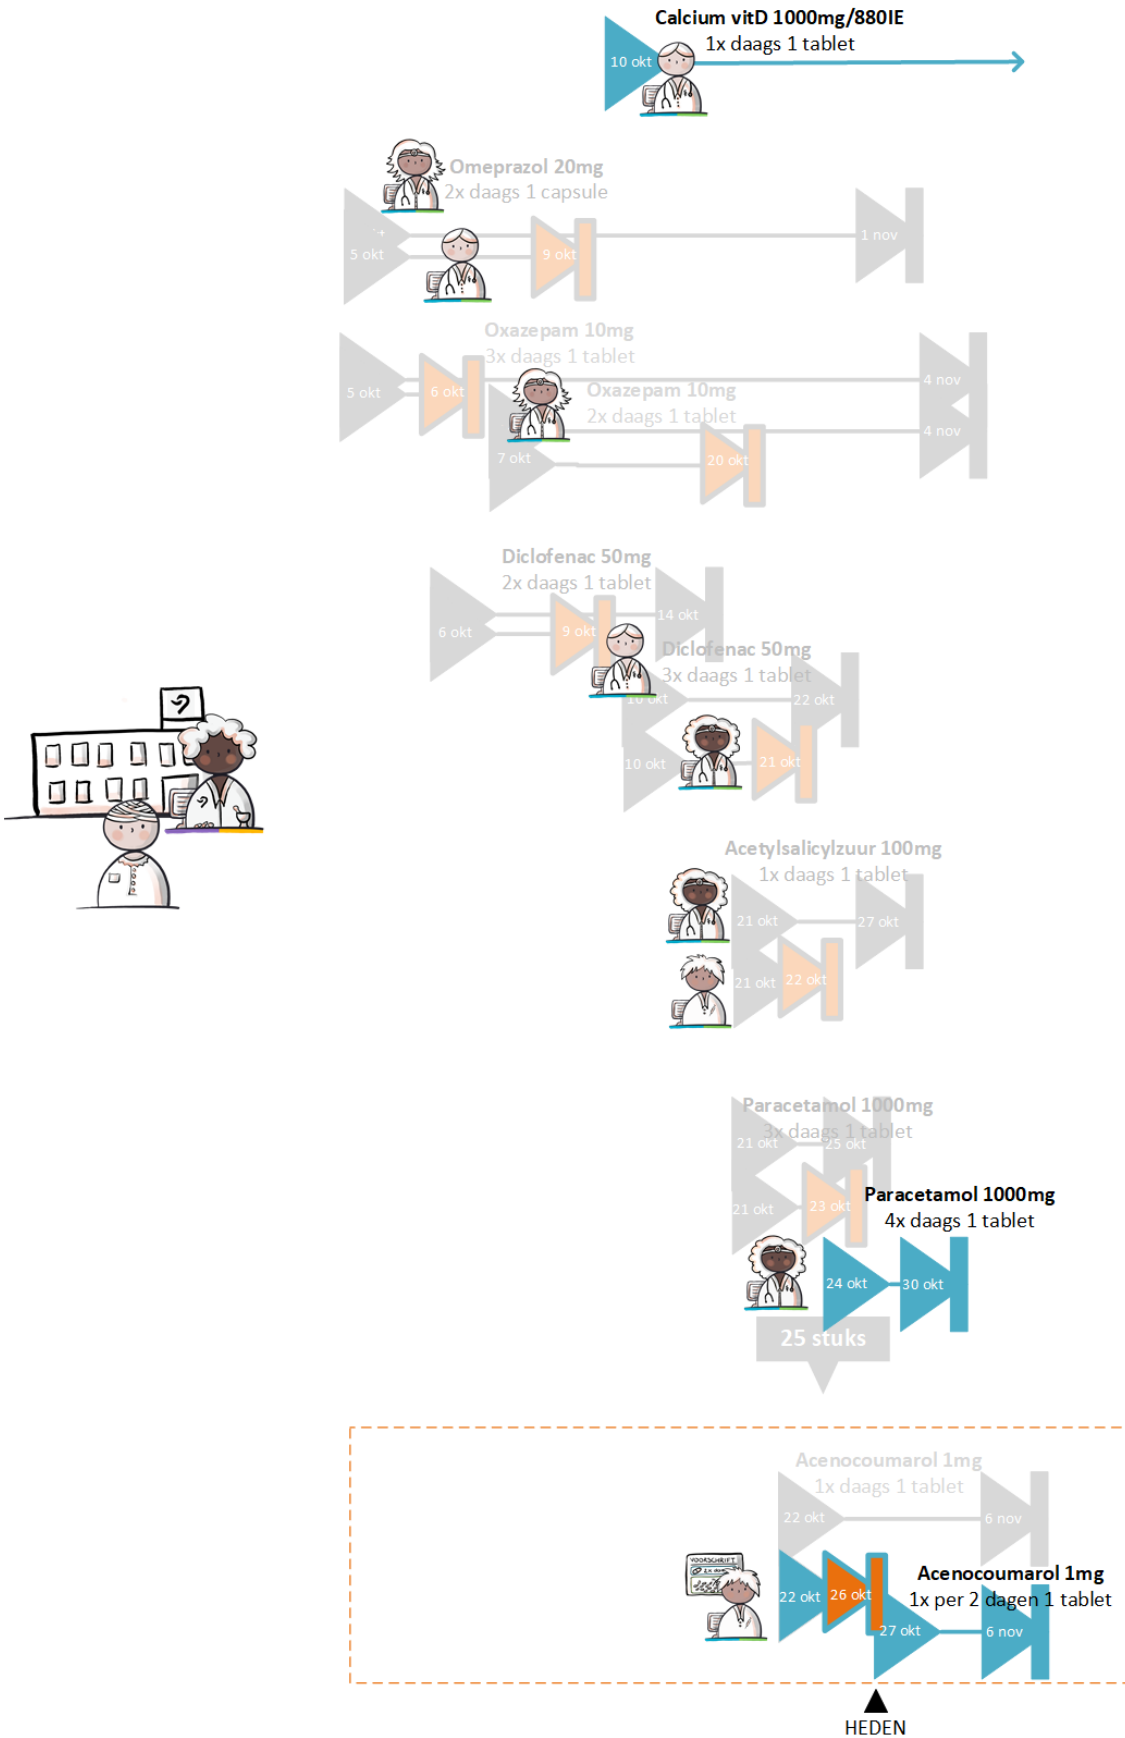 Calcium vitD 1000mg/880IE
1x daags 1 tablet
10 okt
Omeprazol 20mg
2x daags 1 capsule
1 nov
5 okt
9 okt
Oxazepam 10mg
3x daags 1 tablet
4 nov
5 okt
6 okt
Oxazepam 10mg
2x daags 1 tablet
4 nov
7 okt
20 okt
Diclofenac 50mg
2x daags 1 tablet
14 okt
6 okt
9 okt
Diclofenac 50mg
3x daags 1 tablet
10 okt
22 okt
10 okt
21 okt
Acetylsalicylzuur 100mg
1x daags 1 tablet
21 okt
27 okt
21 okt
22 okt
Paracetamol 1000mg
3x daags 1 tablet
21 okt
25 okt
21 okt
23 okt
Paracetamol 1000mg
4x daags 1 tablet
24 okt
30 okt
25 stuks
Acenocoumarol 1mg
1x daags 1 tablet
22 okt
6 nov
VOORSCHRIFT
Acenocoumarol 1mg
1x per 2 dagen 1 tablet
22 okt
26 okt
27 okt
6 nov
HEDEN